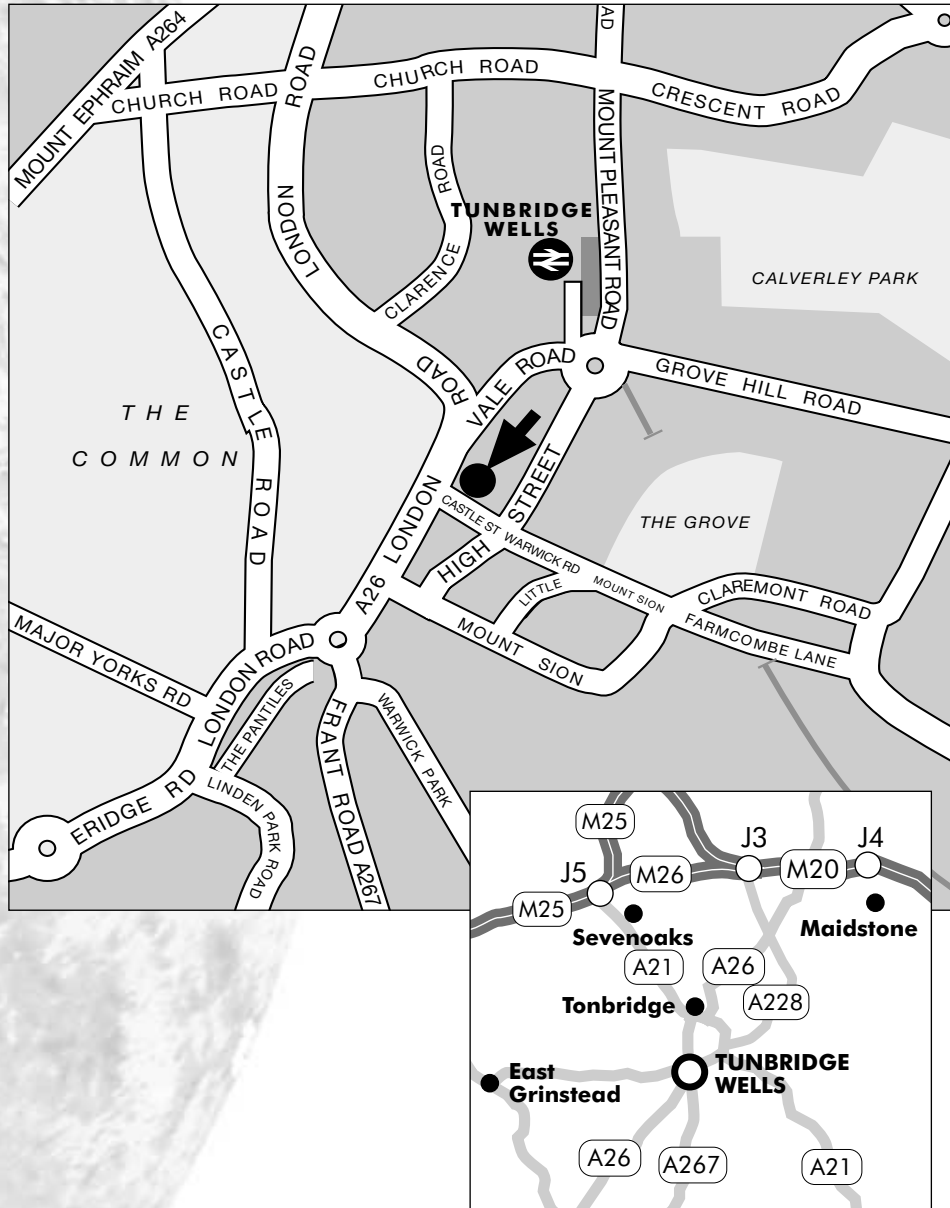 MOUNT EPHRAIM A264
CHURCH ROAD
LONDON ROAD
CHURCH ROAD
AD
MOUNT PLEASANT ROAD
CRESCENT ROAD
CLARENCE ROAD
TUNBRIDGE
WELLS
CALVERLEY PARK
CASTLE ROAD
THE
COMMON
ROAD
VALE ROAD
GROVE HILL ROAD
HIGH STREET
THE GROVE
A26 LONDON
CASTLE ST
WARWICK RD
LITTLE
MOUNT SION
MOUNT SION
CLAREMONT ROAD
FARMCOMBE LANE
MAJOR YORKS RD
LONDON ROAD
THE PANTILES
ERIDGE RD
LINDEN PARK ROAD
FRANT ROAD A267
WARWICK PARK
M25
J5
M26
J3
M20
J4
M25
Sevenoaks
Maidstone
A21
A26
Tonbridge
A228
East
Grinstead
TUNBRIDGE
WELLS
A26
A267
A21